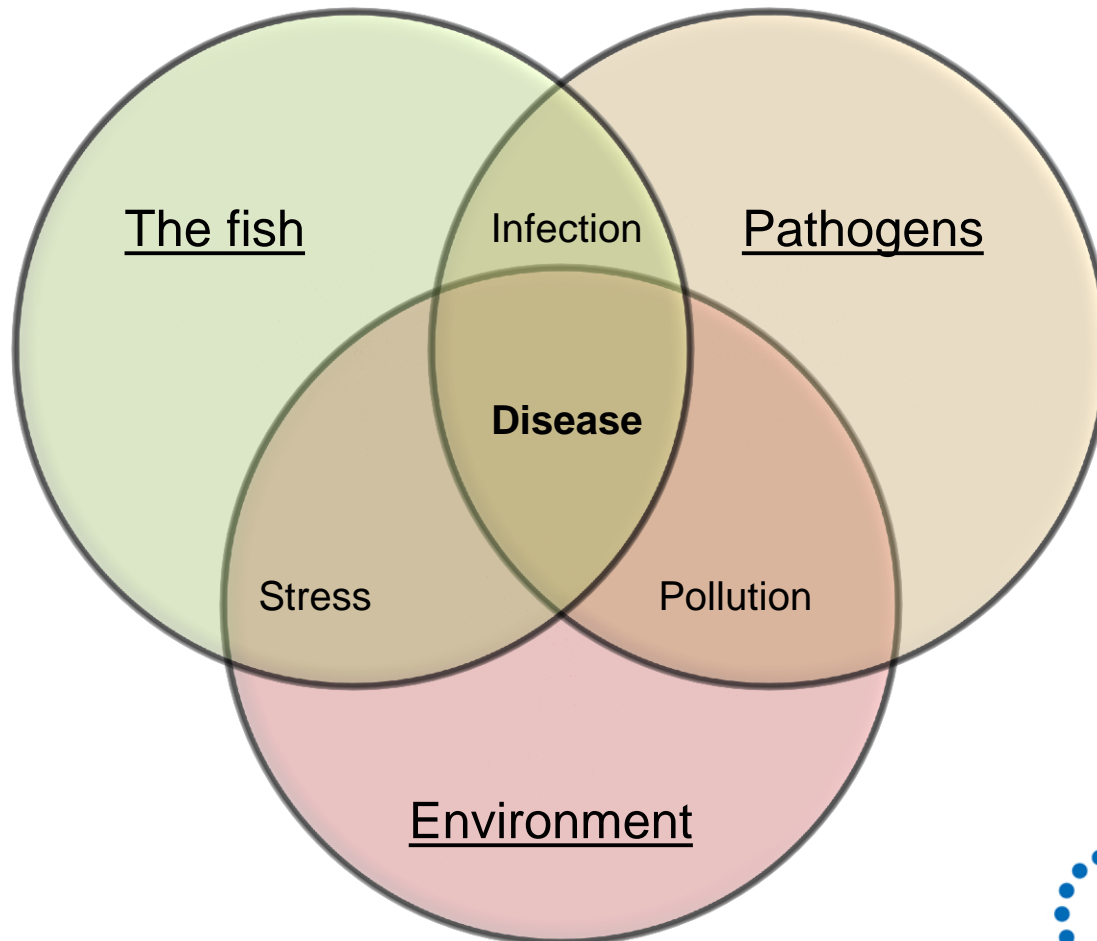 The fish
Infection
Pathogens
Disease
Stress
Pollution
Environment